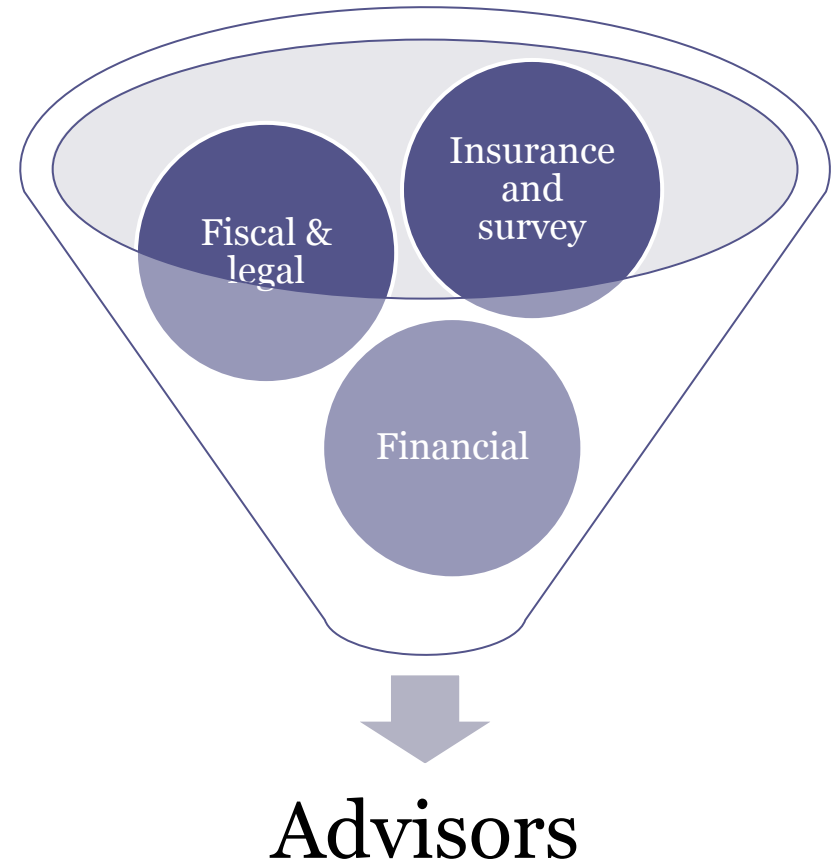 Insurance
and
survey
Fiscal &
legal
Financial
Advisors